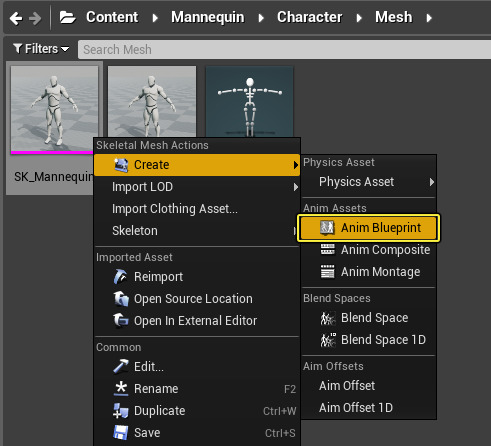 Content Mannequin Character Mesh
Filters Search Mesh
SK_Mannequin
Skeletal Mesh Actions
Create
Import LOD
Import Clothing Asset...
Skeleton
Imported Asset
Reimport
Open Source Location
Open In External Editor
Common
Edit...
Rename F2
Duplicate Ctrl+W
Save Ctrl+S
Physics Asset
Physics Asset
Anim Assets
Anim Blueprint
Anim Composite
Anim Montage
Blend Spaces
Blend Space
Blend Space 1D
Aim Offsets
Aim Offset
Aim Offset 1D